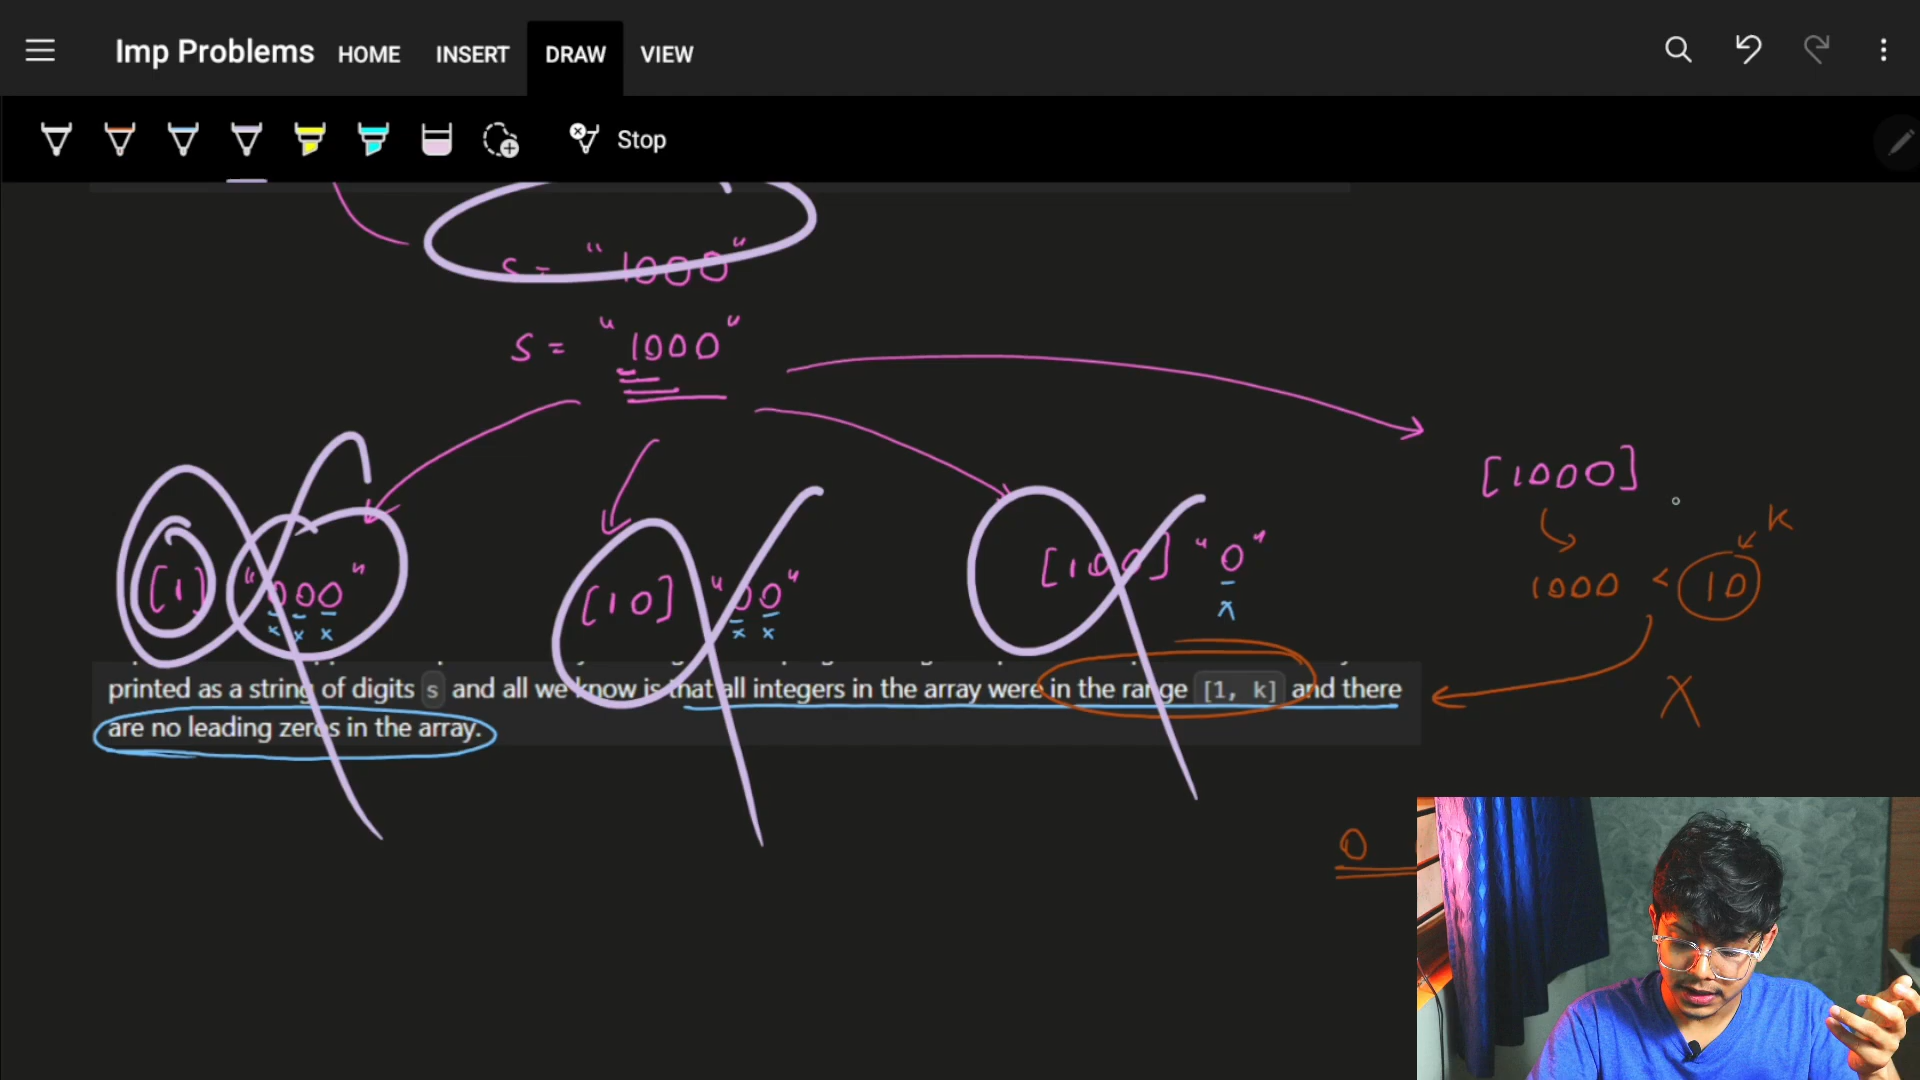 Imp Problems HOME INSERT DRAW VIEW
Stop
s = "1000"
s = "1000"
[1] "000"
x x x
[10] "00"
x x
[100] "0"
x
[1000]
k
1000 < 10
X
printed as a string of digits s and all we know is that all integers in the array were in the range [1, k] and there
are no leading zeros in the array.
0